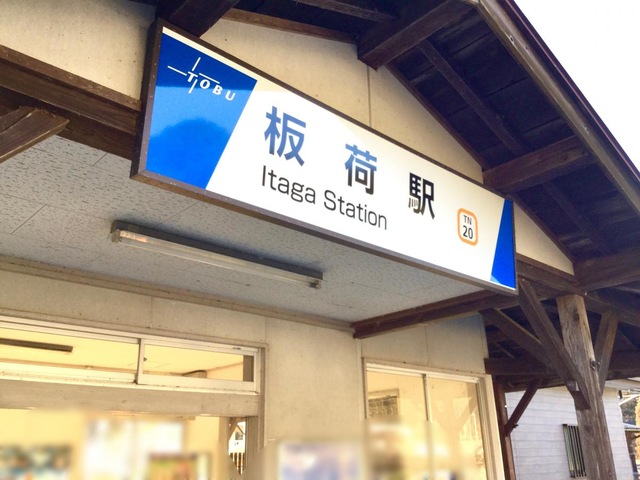 TOBU
板荷駅
Itaga Station
TN
20